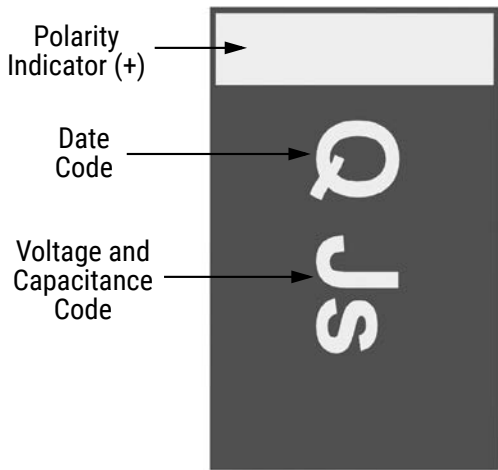 Polarity
Indicator (+)
Date
Code
Voltage and
Capacitance
Code
Q Js